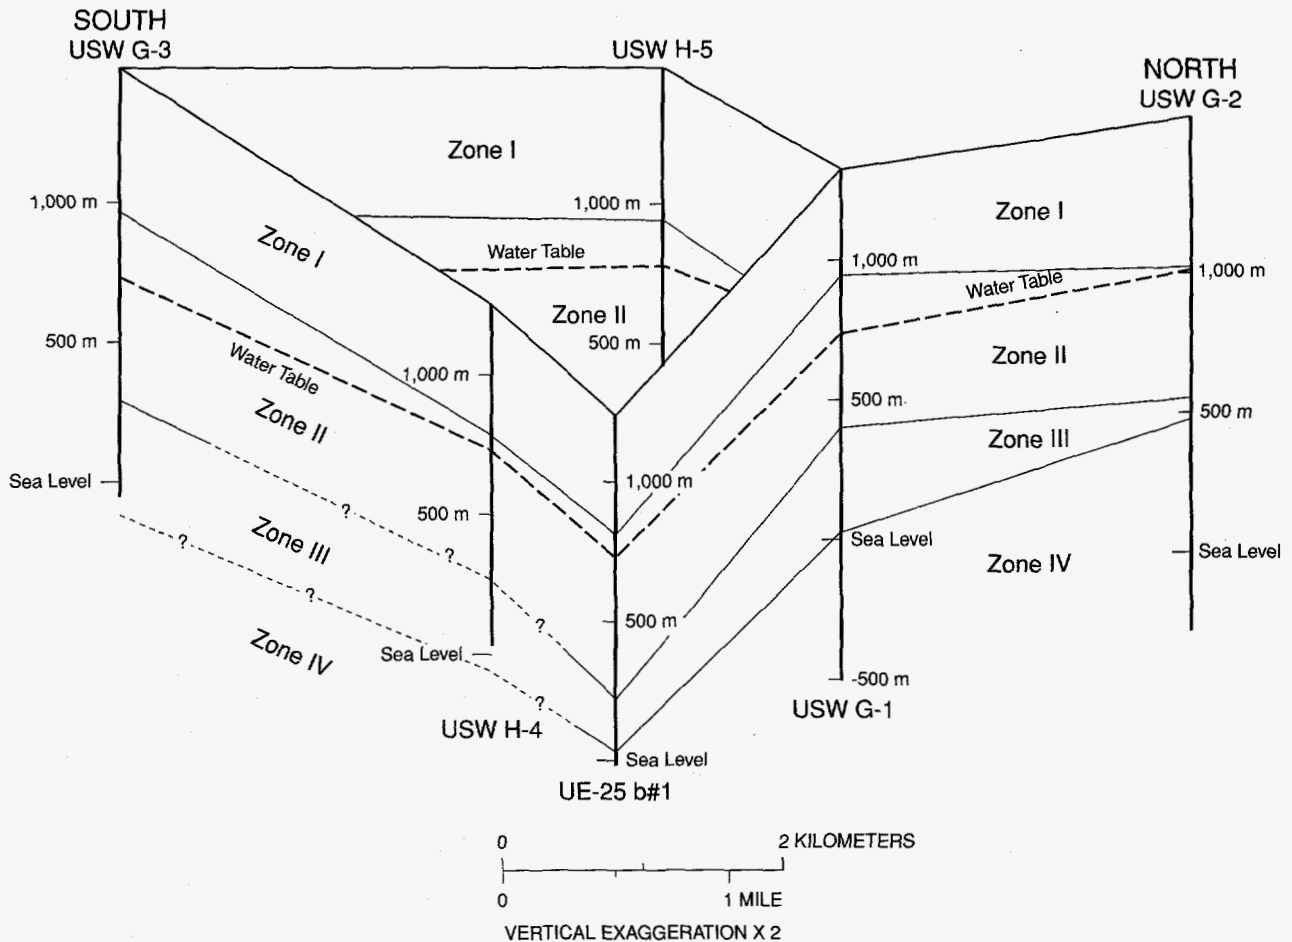 SOUTH
USW G-3
USW H-5
NORTH
USW G-2
Zone I
1,000 m
1,000 m
Zone I
Zone I
Water Table
1,000 m
1,000 m
Water Table
Zone II
500 m
500 m
Zone II
Water Table
1,000 m
500 m
500 m
Zone II
Zone III
Sea Level
1,000 m
500 m
Zone III
?
?
?
Sea Level
Sea Level
Zone IV
?
?
500 m
Zone IV
Sea Level
-500 m
?
USW G-1
USW H-4
Sea Level
UE-25 b#1
0 2 KILOMETERS
0 1 MILE
VERTICAL EXAGGERATION X 2